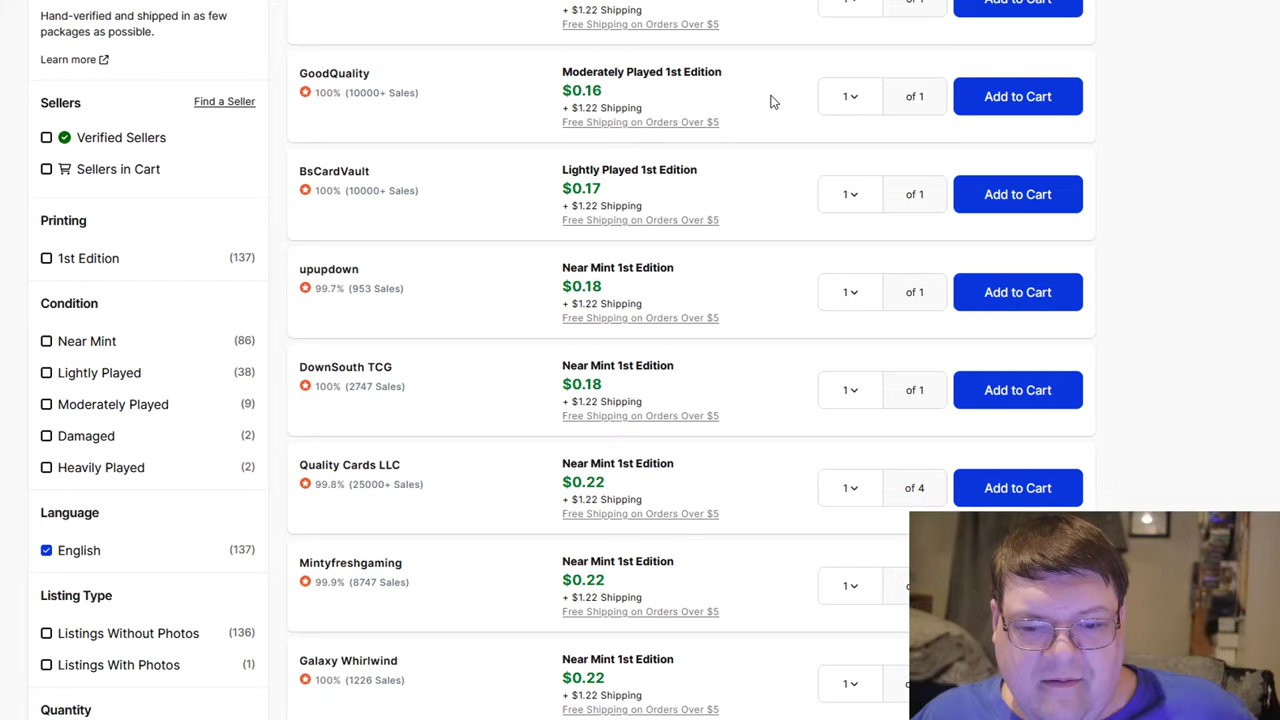 Hand-verified and shipped in as few
packages as possible.
Learn more
Sellers
Find a Seller
Verified Sellers
Sellers in Cart
Printing
1st Edition (137)
Condition
Near Mint (86)
Lightly Played (38)
Moderately Played (9)
Damaged (2)
Heavily Played (2)
Language
English (137)
Listing Type
Listings Without Photos (136)
Listings With Photos (1)
Quantity
+ $1.22 Shipping
Free Shipping on Orders Over $5
GoodQuality
100% (10000+ Sales)
Moderately Played 1st Edition
$0.16
+ $1.22 Shipping
Free Shipping on Orders Over $5
1 of 1 Add to Cart
BsCardVault
100% (10000+ Sales)
Lightly Played 1st Edition
$0.17
+ $1.22 Shipping
Free Shipping on Orders Over $5
1 of 1 Add to Cart
upupdown
99.7% (953 Sales)
Near Mint 1st Edition
$0.18
+ $1.22 Shipping
Free Shipping on Orders Over $5
1 of 1 Add to Cart
DownSouth TCG
100% (2747 Sales)
Near Mint 1st Edition
$0.18
+ $1.22 Shipping
Free Shipping on Orders Over $5
1 of 1 Add to Cart
Quality Cards LLC
99.8% (25000+ Sales)
Near Mint 1st Edition
$0.22
+ $1.22 Shipping
Free Shipping on Orders Over $5
1 of 4 Add to Cart
Mintyfreshgaming
99.9% (8747 Sales)
Near Mint 1st Edition
$0.22
+ $1.22 Shipping
Free Shipping on Orders Over $5
1
Galaxy Whirlwind
100% (1226 Sales)
Near Mint 1st Edition
$0.22
+ $1.22 Shipping
Free Shipping on Orders Over $5
1